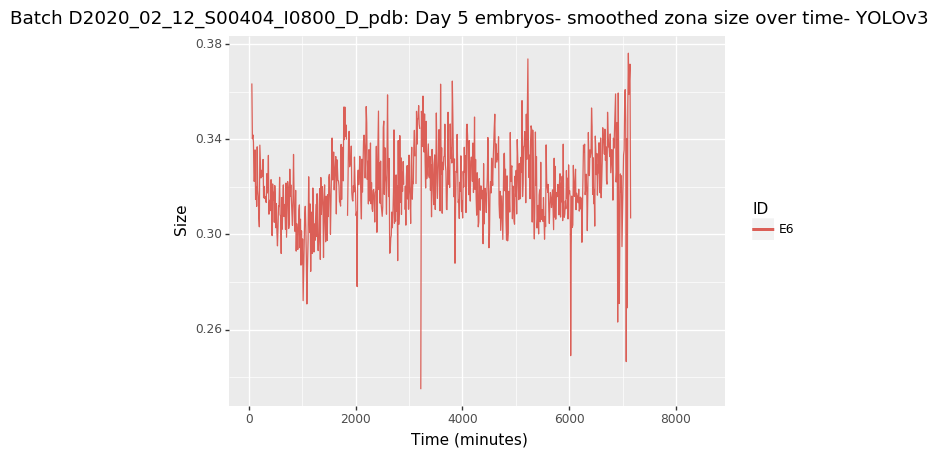 Batch D2020_02_12_S00404_I0800_D_pdb: Day 5 embryos- smoothed zona size over time- YOLOv3
0.38
0.34
0.30
0.26
Size
0
2000
4000
6000
8000
Time (minutes)
ID
E6